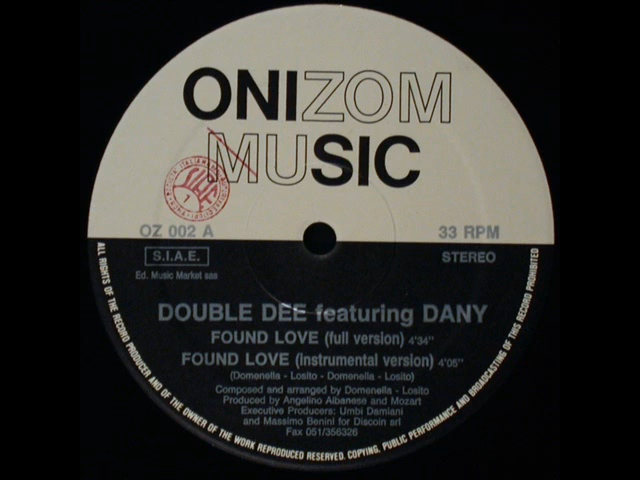 ONIZOM
MUSIC
OZ 002 A
33 RPM
S.I.A.E.
STEREO
Ed. Music Market sas
DOUBLE DEE featuring DANY
FOUND LOVE (full version) 4'34"
FOUND LOVE (instrumental version) 4'05"
(Domenella - Losito - Domenella - Losito)
Composed and arranged by Domenella - Losito
Produced by Angelino Albanese and Mozart
Executive Producers: Umbi Damiani
and Massimo Benini for Discoin srl
Fax 051/356326
ALL RIGHTS OF THE RECORD PRODUCER AND OF THE OWNER OF THE WORK REPRODUCED RESERVED. COPYING, PUBLIC PERFORMANCE AND BROADCASTING OF THIS RECORD PROHIBITED